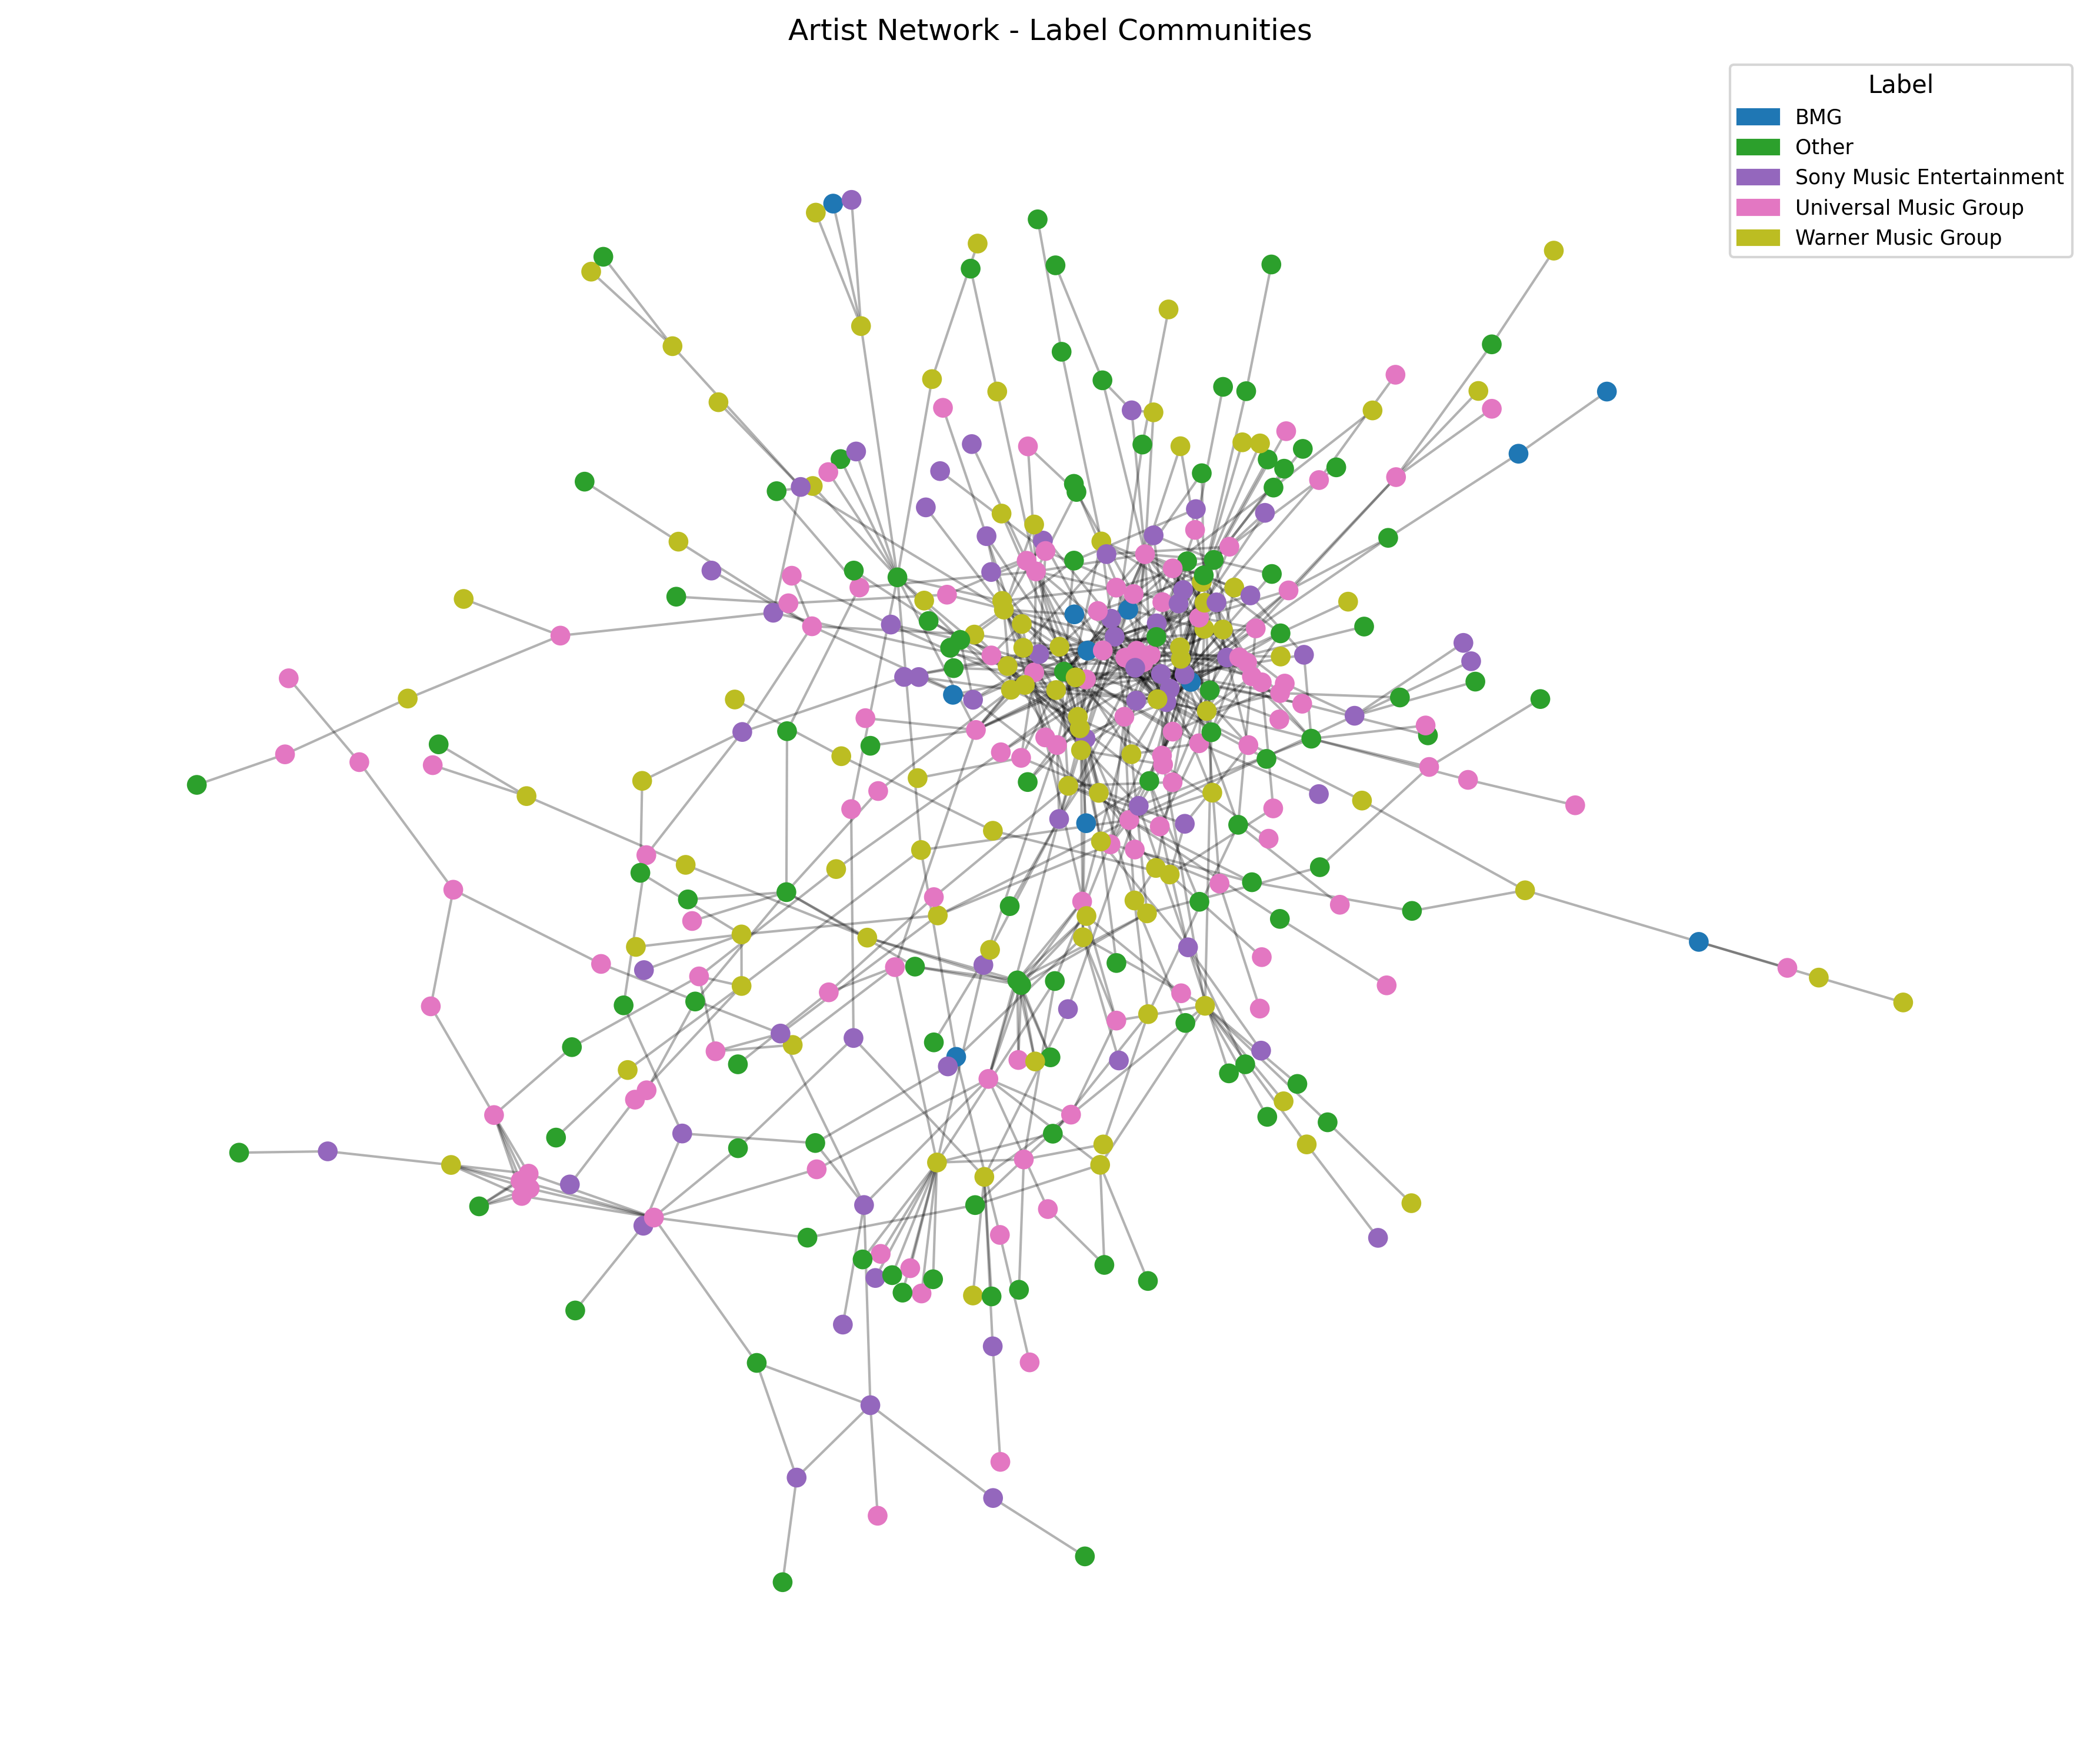 Artist Network - Label Communities
Label
BMG
Other
Sony Music Entertainment
Universal Music Group
Warner Music Group